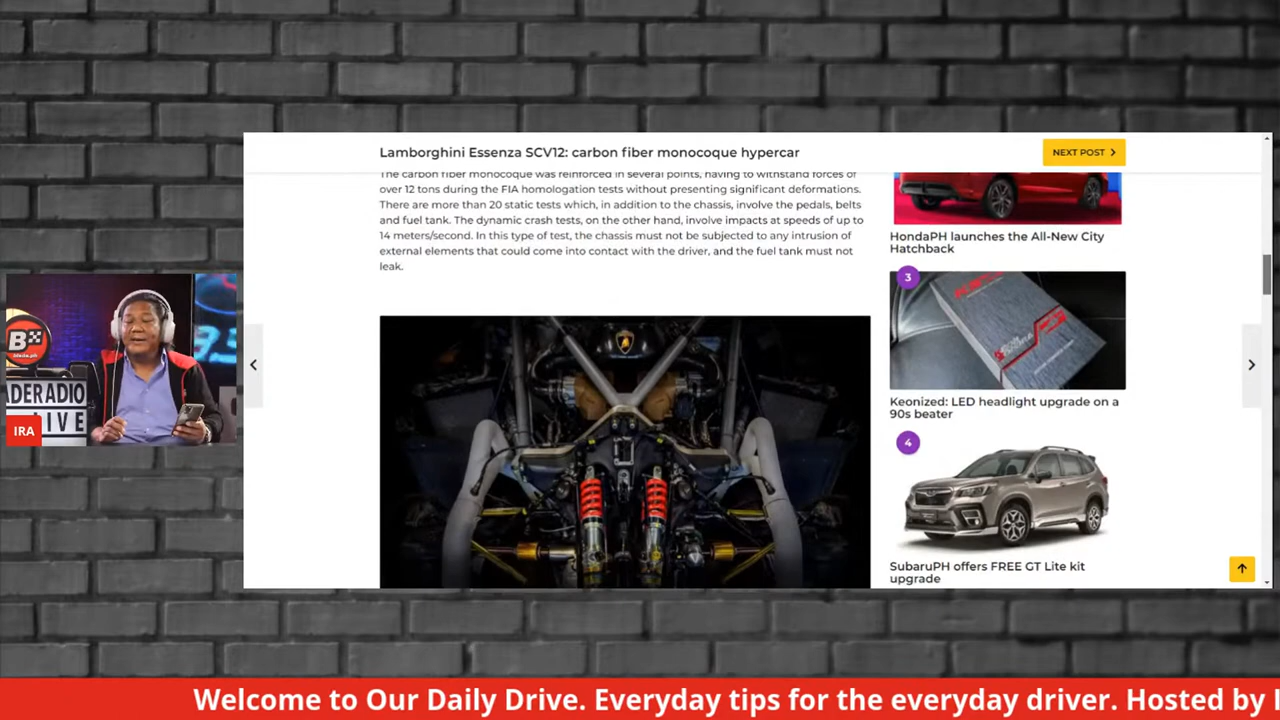 Lamborghini Essenza SCV12: carbon fiber monocoque hypercar
NEXT POST
The carbon fiber monocoque was reinforced in several points, having to withstand forces of
over 12 tons during the FIA homologation tests without presenting significant deformations.
There are more than 20 static tests which, in addition to the chassis, involve the pedals, belts
and fuel tank. The dynamic crash tests, on the other hand, involve impacts at speeds of up to
14 meters/second. In this type of test, the chassis must not be subjected to any intrusion of
external elements that could come into contact with the driver, and the fuel tank must not
leak.
HondaPH launches the All-New City
Hatchback
3
Keonized: LED headlight upgrade on a
90s beater
4
SubaruPH offers FREE GT Lite kit
upgrade
B
ADERADIO
IVE
IRA
Welcome to Our Daily Drive. Everyday tips for the everyday driver. Hosted by